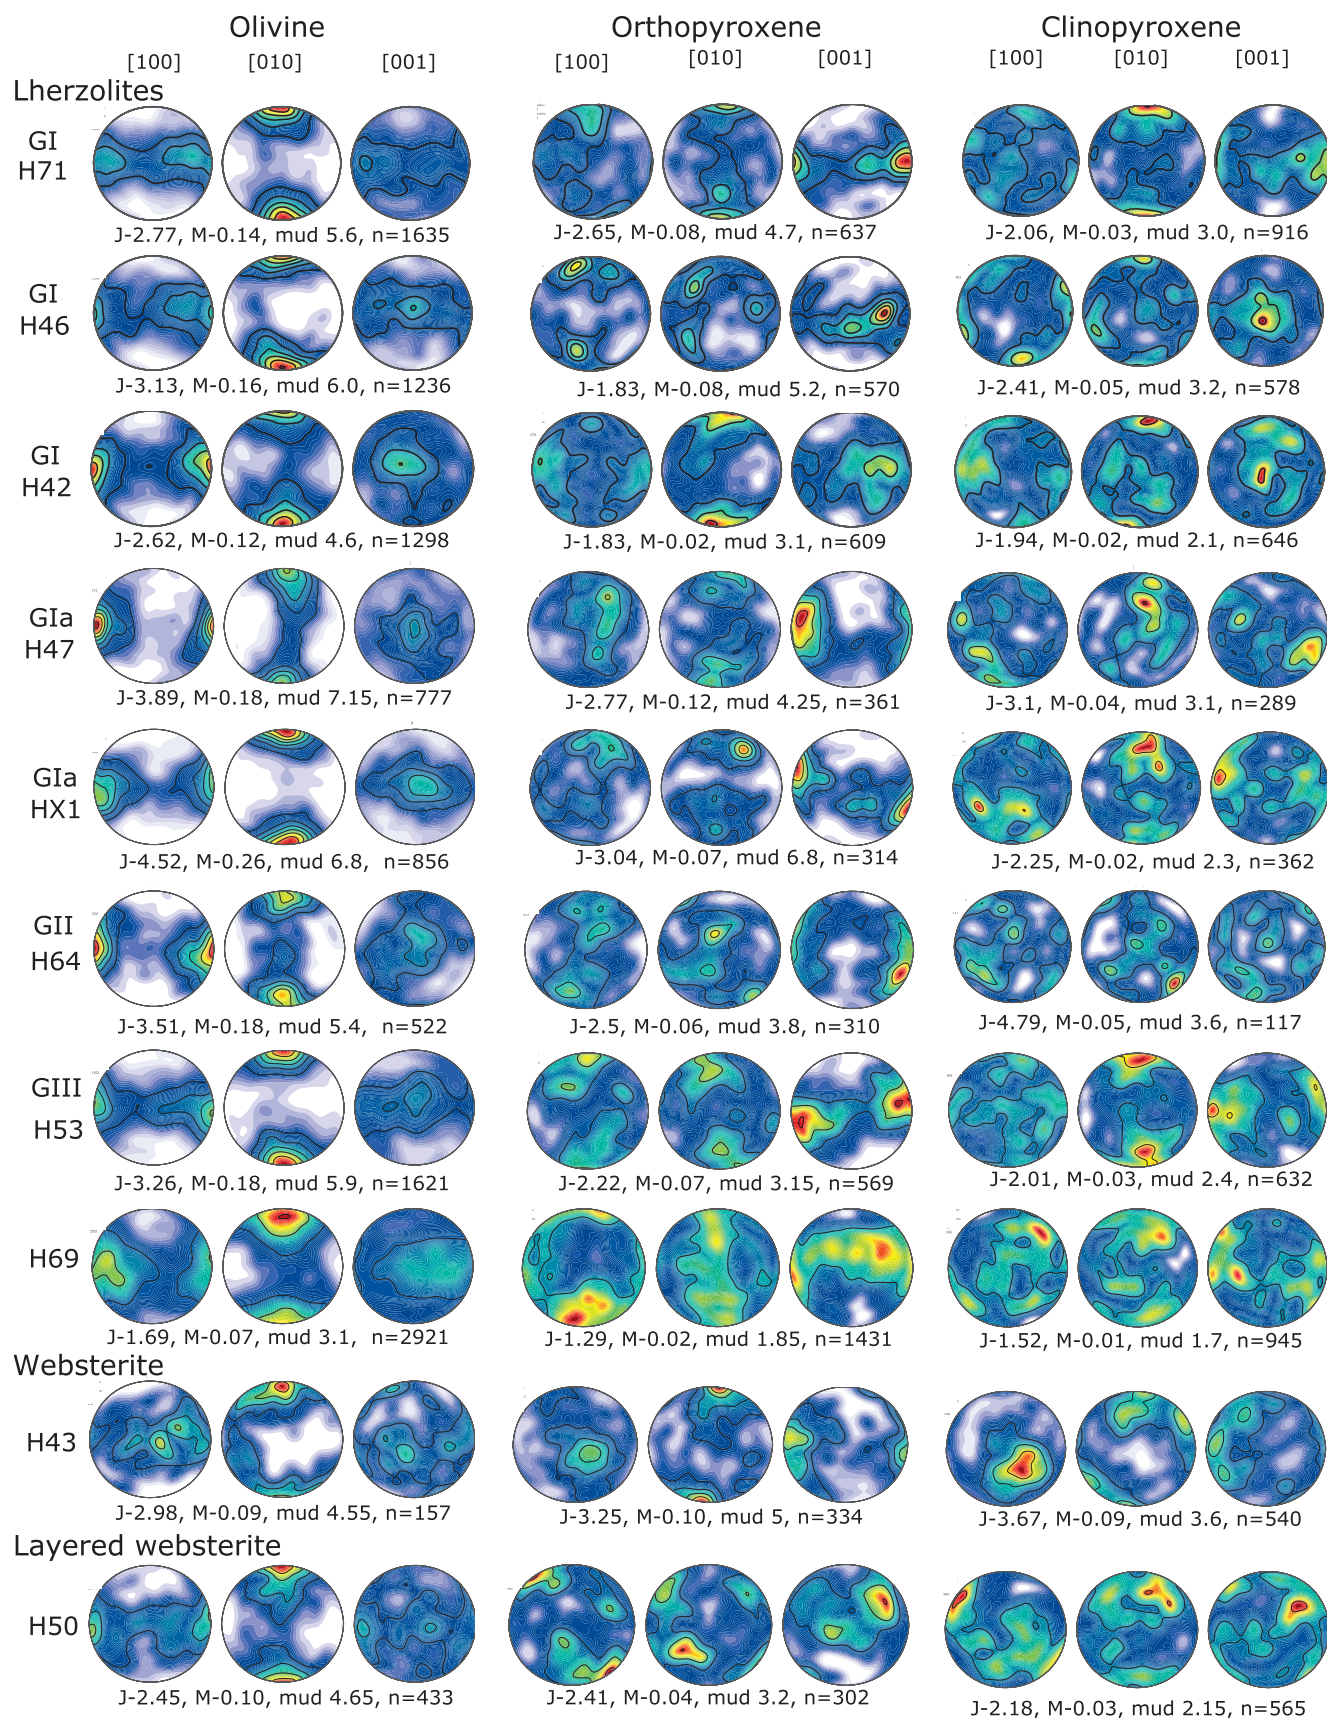 Olivine Orthopyroxene Clinopyroxene
[100] [010] [001] [100] [010] [001] [100] [010] [001]
Lherzolites
GI
H71
J-2.77, M-0.14, mud 5.6, n=1635 J-2.65, M-0.08, mud 4.7, n=637 J-2.06, M-0.03, mud 3.0, n=916
GI
H46
J-3.13, M-0.16, mud 6.0, n=1236 J-1.83, M-0.08, mud 5.2, n=570 J-2.41, M-0.05, mud 3.2, n=578
GI
H42
J-2.62, M-0.12, mud 4.6, n=1298 J-1.83, M-0.02, mud 3.1, n=609 J-1.94, M-0.02, mud 2.1, n=646
GIa
H47
J-3.89, M-0.18, mud 7.15, n=777 J-2.77, M-0.12, mud 4.25, n=361 J-3.1, M-0.04, mud 3.1, n=289
GIa
HX1
J-4.52, M-0.26, mud 6.8, n=856 J-3.04, M-0.07, mud 6.8, n=314 J-2.25, M-0.02, mud 2.3, n=362
GII
H64
J-3.51, M-0.18, mud 5.4, n=522 J-2.5, M-0.06, mud 3.8, n=310 J-4.79, M-0.05, mud 3.6, n=117
GIII
H53
J-3.26, M-0.18, mud 5.9, n=1621 J-2.22, M-0.07, mud 3.15, n=569 J-2.01, M-0.03, mud 2.4, n=632
H69
J-1.69, M-0.07, mud 3.1, n=2921 J-1.29, M-0.02, mud 1.85, n=1431 J-1.52, M-0.01, mud 1.7, n=945
Websterite
H43
J-2.98, M-0.09, mud 4.55, n=157 J-3.25, M-0.10, mud 5, n=334 J-3.67, M-0.09, mud 3.6, n=540
Layered websterite
H50
J-2.45, M-0.10, mud 4.65, n=433 J-2.41, M-0.04, mud 3.2, n=302 J-2.18, M-0.03, mud 2.15, n=565